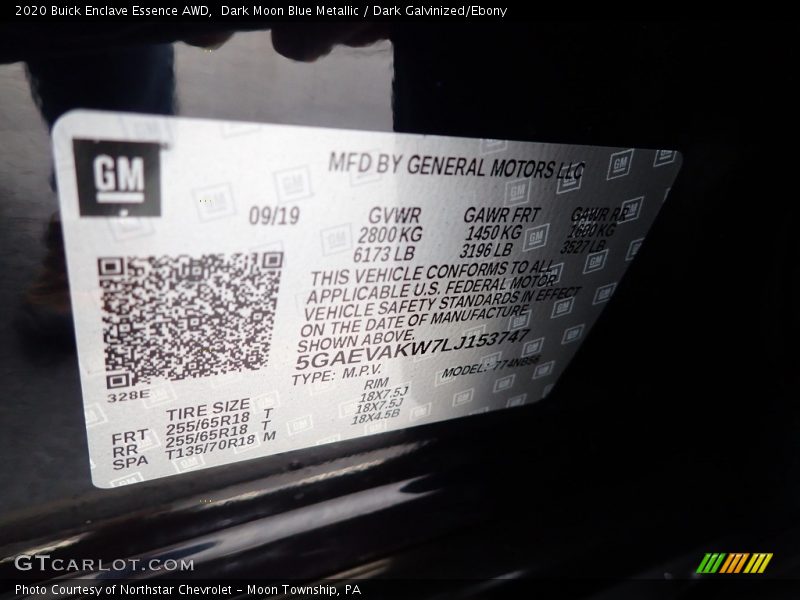 2020 Buick Enclave Essence AWD, Dark Moon Blue Metallic / Dark Galvinized/Ebony
GM
MFD BY GENERAL MOTORS LLC
09/19 GVWR GAWR FRT GAWR RR
2800 KG 1450 KG 1600 KG
6173 LB 3196 LB 3527 LB
THIS VEHICLE CONFORMS TO ALL
APPLICABLE U.S. FEDERAL MOTOR
VEHICLE SAFETY STANDARDS IN EFFECT
ON THE DATE OF MANUFACTURE
SHOWN ABOVE.
5GAEVAKW7LJ153747
TYPE: M.P.V. MODEL: 774NB56
328E
TIRE SIZE RIM
FRT 255/65R18 T 18X7.5J
RR 255/65R18 T 18X7.5J
SPA T135/70R18 M 18X4.5B
GTCARLOT.COM
Photo Courtesy of Northstar Chevrolet - Moon Township, PA